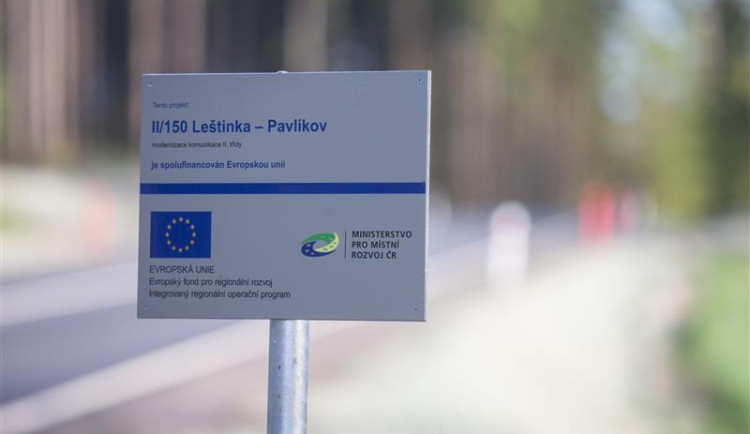 Tento projekt:
II/150 Leštinka – Pavlíkov
modernizace komunikace II. třídy
je spolufinancován Evropskou unií
EVROPSKÁ UNIE
Evropský fond pro regionální rozvoj
Integrovaný regionální operační program
MINISTERSTVO
PRO MÍSTNÍ
ROZVOJ ČR